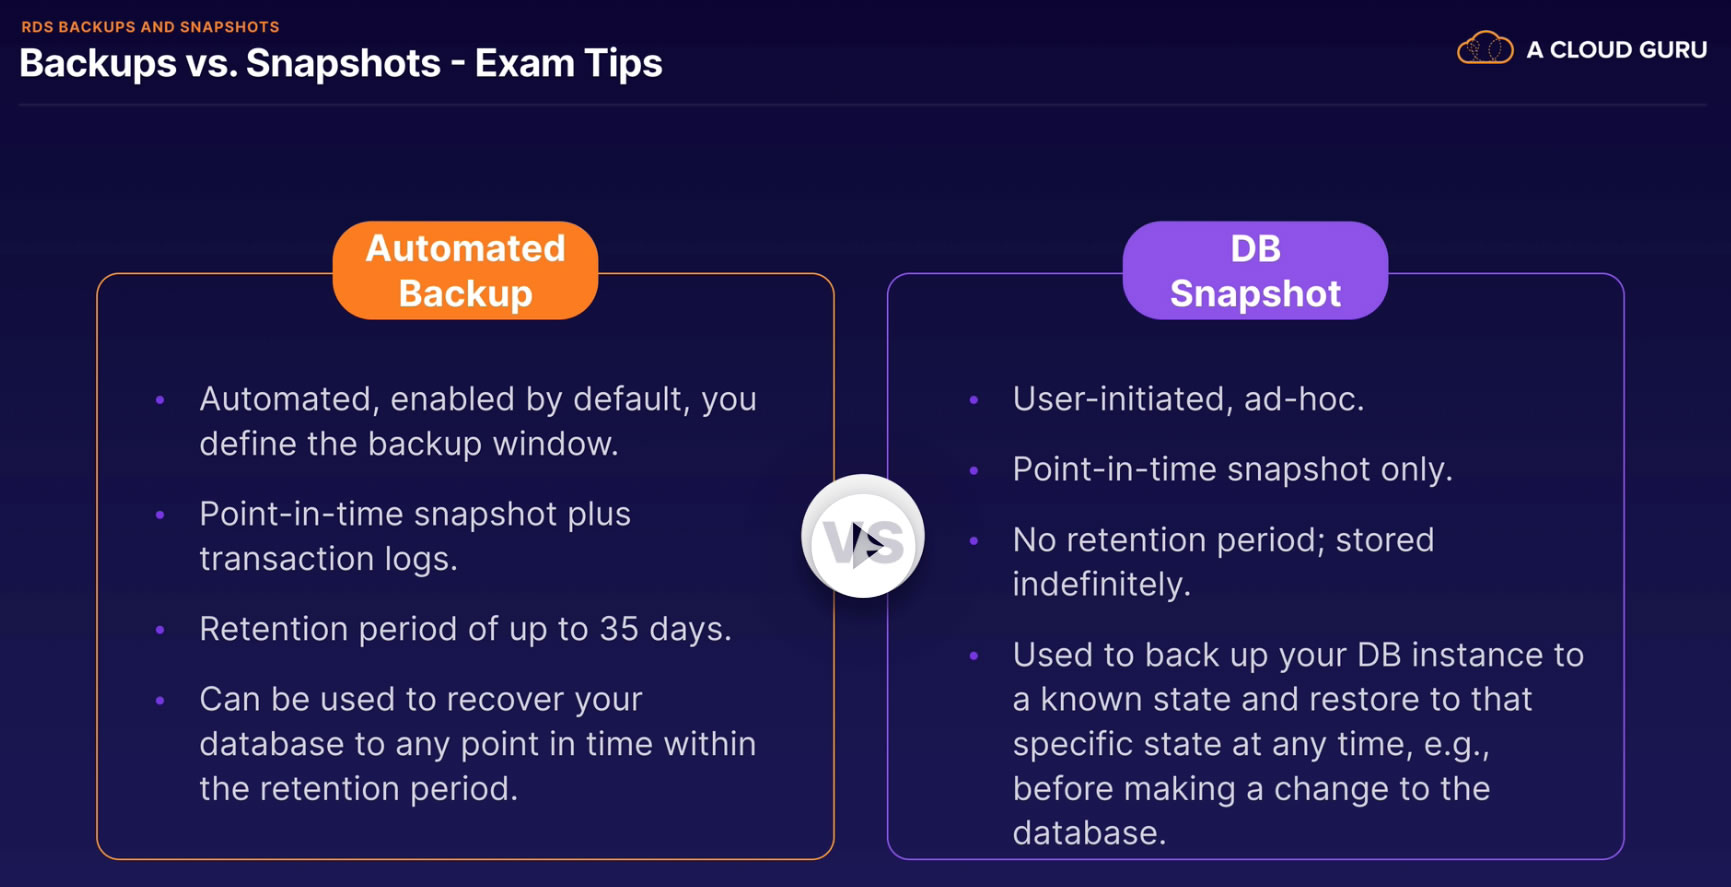 RDS BACKUPS AND SNAPSHOTS
Backups vs. Snapshots - Exam Tips
A CLOUD GURU
Automated
Backup
• Automated, enabled by default, you
define the backup window.
• Point-in-time snapshot plus
transaction logs.
• Retention period of up to 35 days.
• Can be used to recover your
database to any point in time within
the retention period.
VS
DB
Snapshot
• User-initiated, ad-hoc.
• Point-in-time snapshot only.
• No retention period; stored
indefinitely.
• Used to back up your DB instance to
a known state and restore to that
specific state at any time, e.g.,
before making a change to the
database.